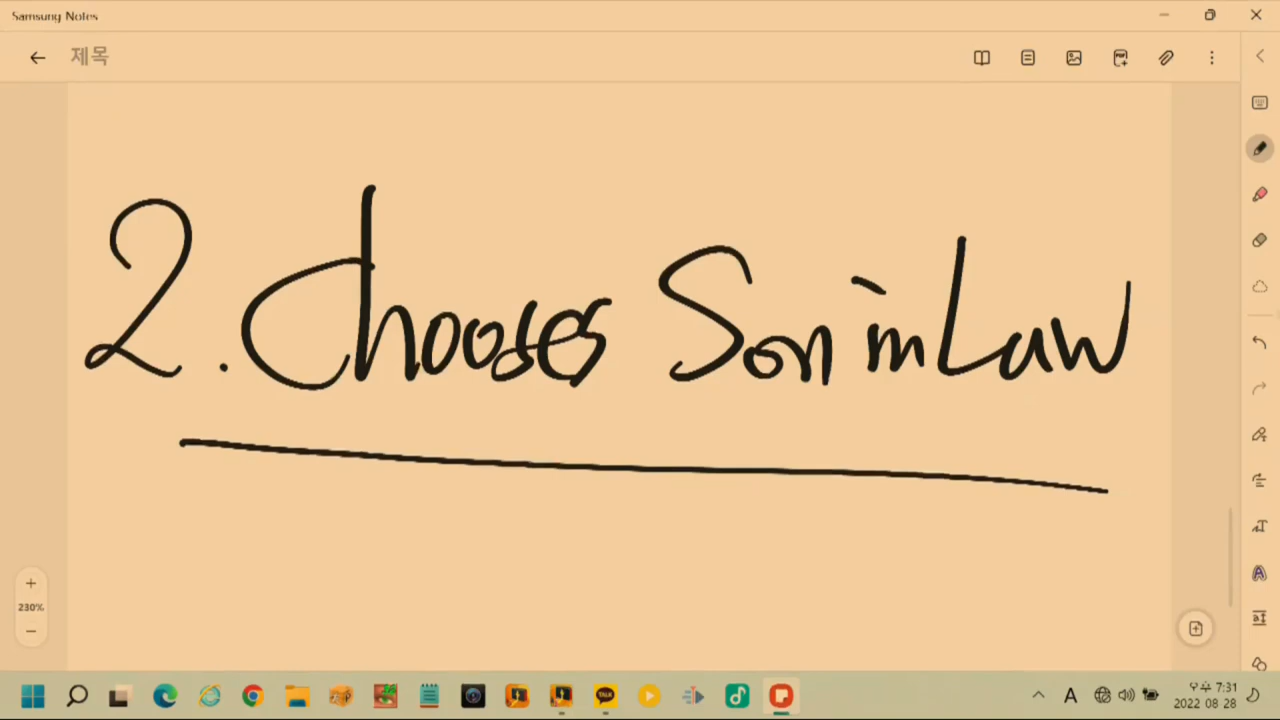 Samsung Notes
제목
2. Chooses Son in Law
230%
A
오후 7:31
2022 08 28